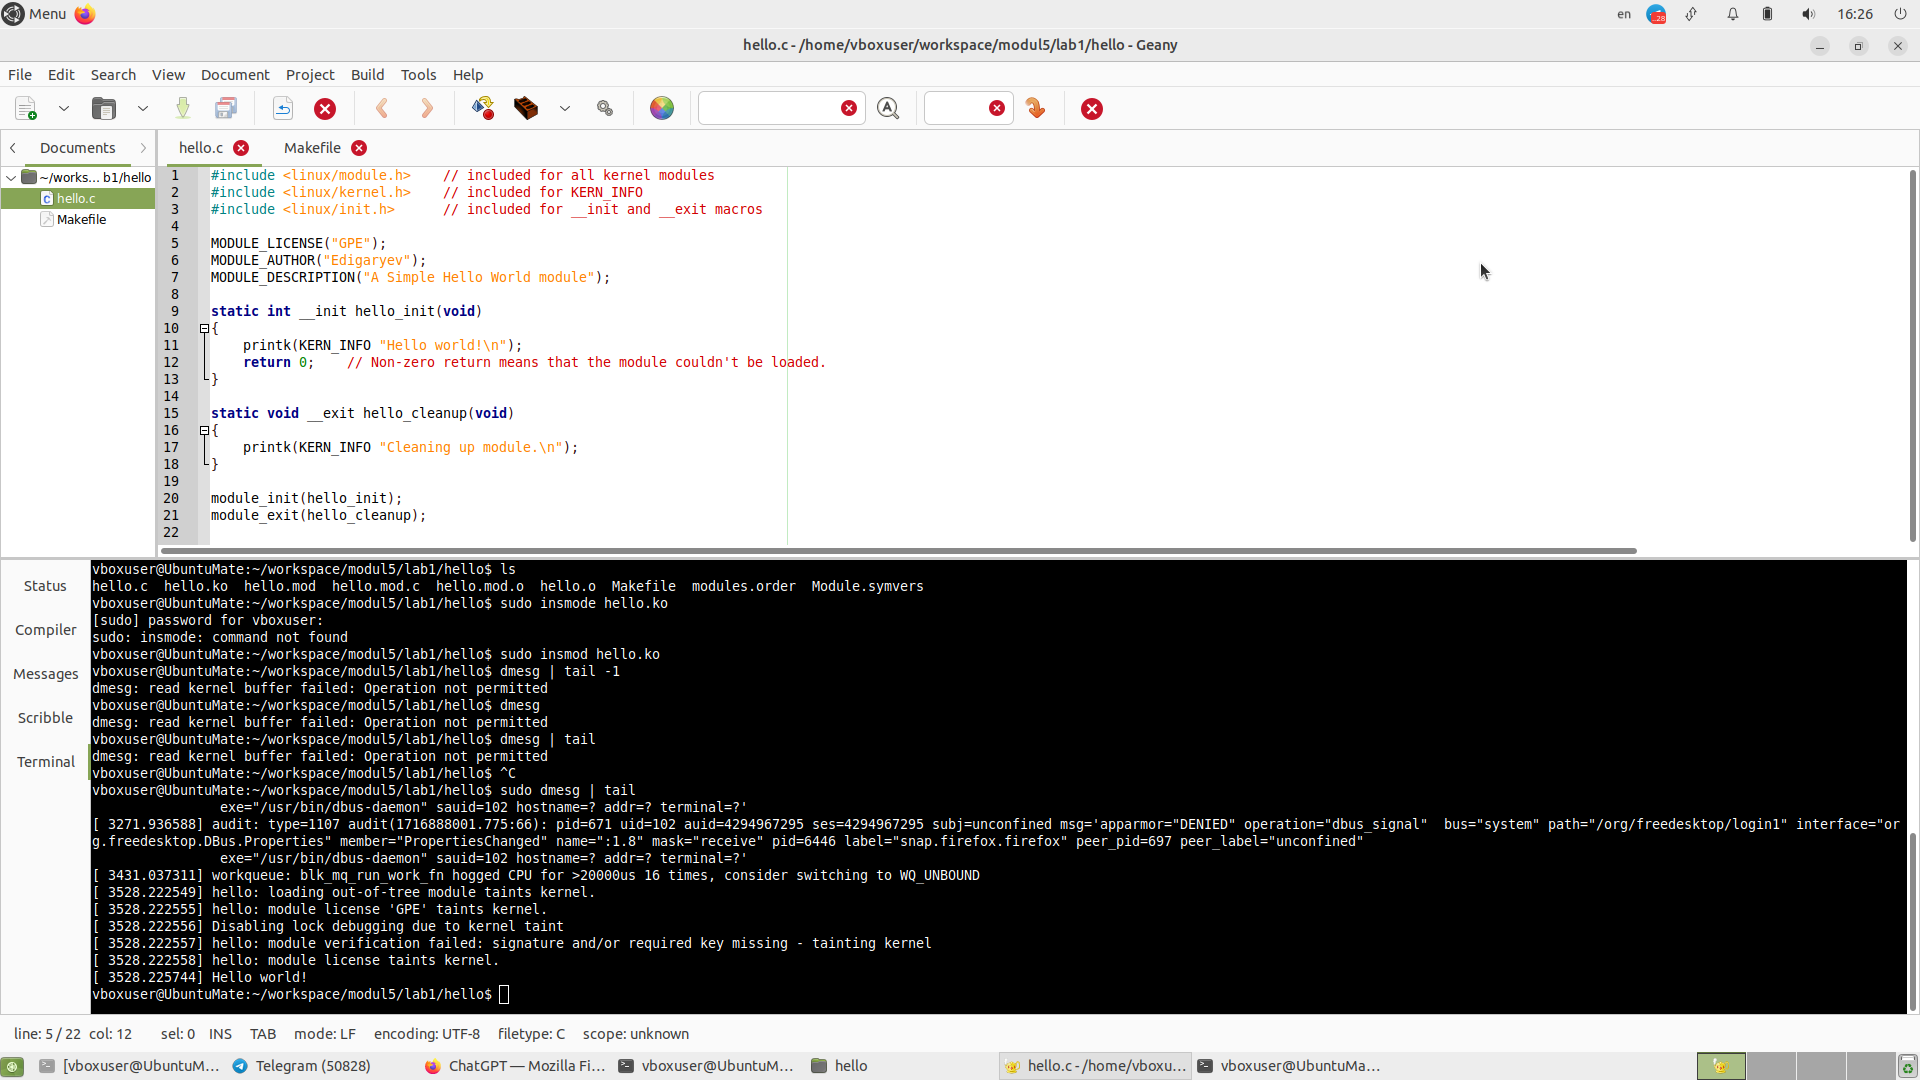 Menu
en
28
16:26
hello.c - /home/vboxuser/workspace/modul5/lab1/hello - Geany
File Edit Search View Document Project Build Tools Help
Documents
hello.c
Makefile
~/works... b1/hello
hello.c
Makefile
1 #include <linux/module.h>    // included for all kernel modules
2 #include <linux/kernel.h>    // included for KERN_INFO
3 #include <linux/init.h>      // included for __init and __exit macros
4
5 MODULE_LICENSE("GPE");
6 MODULE_AUTHOR("Edigaryev");
7 MODULE_DESCRIPTION("A Simple Hello World module");
8
9 static int __init hello_init(void)
10 {
11     printk(KERN_INFO "Hello world!\n");
12     return 0;    // Non-zero return means that the module couldn't be loaded.
13 }
14
15 static void __exit hello_cleanup(void)
16 {
17     printk(KERN_INFO "Cleaning up module.\n");
18 }
19
20 module_init(hello_init);
21 module_exit(hello_cleanup);
22
Status
Compiler
Messages
Scribble
Terminal
vboxuser@UbuntuMate:~/workspace/modul5/lab1/hello$ ls
hello.c  hello.ko  hello.mod  hello.mod.c  hello.mod.o  hello.o  Makefile  modules.order  Module.symvers
vboxuser@UbuntuMate:~/workspace/modul5/lab1/hello$ sudo insmode hello.ko
[sudo] password for vboxuser:
sudo: insmode: command not found
vboxuser@UbuntuMate:~/workspace/modul5/lab1/hello$ sudo insmod hello.ko
vboxuser@UbuntuMate:~/workspace/modul5/lab1/hello$ dmesg | tail -1
dmesg: read kernel buffer failed: Operation not permitted
vboxuser@UbuntuMate:~/workspace/modul5/lab1/hello$ dmesg
dmesg: read kernel buffer failed: Operation not permitted
vboxuser@UbuntuMate:~/workspace/modul5/lab1/hello$ dmesg | tail
dmesg: read kernel buffer failed: Operation not permitted
vboxuser@UbuntuMate:~/workspace/modul5/lab1/hello$ ^C
vboxuser@UbuntuMate:~/workspace/modul5/lab1/hello$ sudo dmesg | tail
exe="/usr/bin/dbus-daemon" sauid=102 hostname=? addr=? terminal=?'
[ 3271.936588] audit: type=1107 audit(1716888001.775:66): pid=671 uid=102 auid=4294967295 ses=4294967295 subj=unconfined msg='apparmor="DENIED" operation="dbus_signal"  bus="system" path="/org/freedesktop/login1" interface="or
g.freedesktop.DBus.Properties" member="PropertiesChanged" name=":1.8" mask="receive" pid=6446 label="snap.firefox.firefox" peer_pid=697 peer_label="unconfined"
exe="/usr/bin/dbus-daemon" sauid=102 hostname=? addr=? terminal=?'
[ 3431.037311] workqueue: blk_mq_run_work_fn hogged CPU for >20000us 16 times, consider switching to WQ_UNBOUND
[ 3528.222549] hello: loading out-of-tree module taints kernel.
[ 3528.222555] hello: module license 'GPE' taints kernel.
[ 3528.222556] Disabling lock debugging due to kernel taint
[ 3528.222557] hello: module verification failed: signature and/or required key missing - tainting kernel
[ 3528.222558] hello: module license taints kernel.
[ 3528.225744] Hello world!
vboxuser@UbuntuMate:~/workspace/modul5/lab1/hello$
line: 5 / 22  col: 12  sel: 0  INS  TAB  mode: LF  encoding: UTF-8  filetype: C  scope: unknown
[vboxuser@UbuntuM...
Telegram (50828)
ChatGPT — Mozilla Fi...
vboxuser@UbuntuM...
hello
hello.c - /home/vboxu...
vboxuser@UbuntuMa...